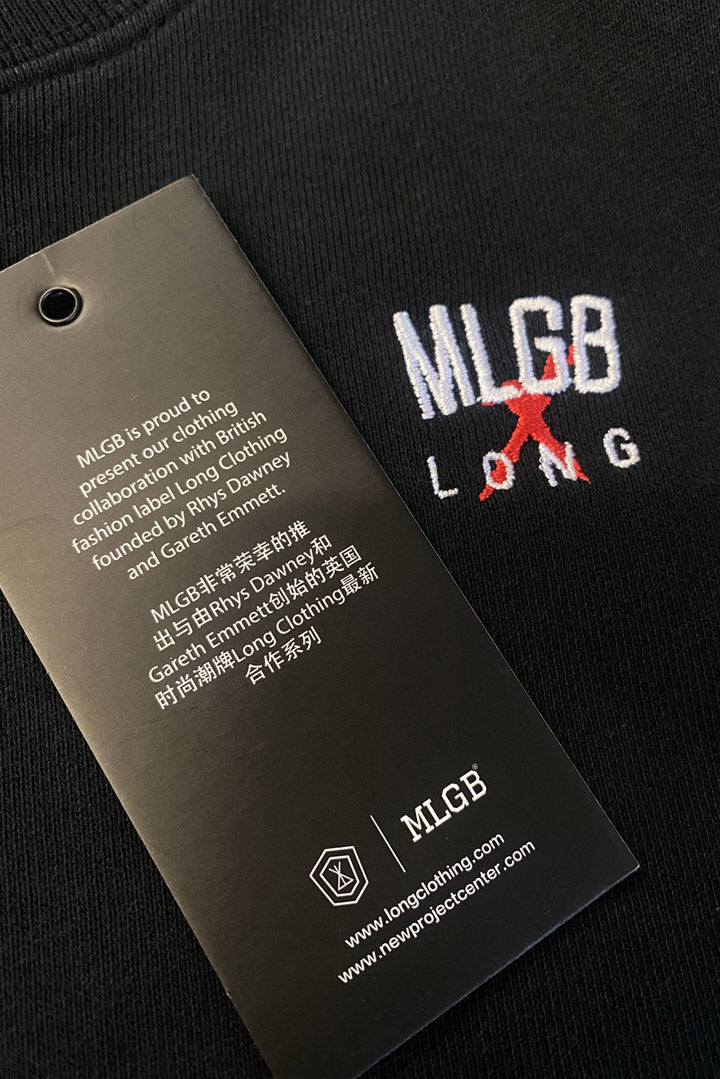 MLGB is proud to
present our clothing
collaboration with British
fashion label Long Clothing
founded by Rhys Dawney
and Gareth Emmett.
MLGB非常荣幸的推
出与由Rhys Dawney和
Gareth Emmett创始的英国
时尚潮牌Long Clothing最新
合作系列
MLGB®
www.longclothing.com
www.newprojectcenter.com
MLGB
X
LONG